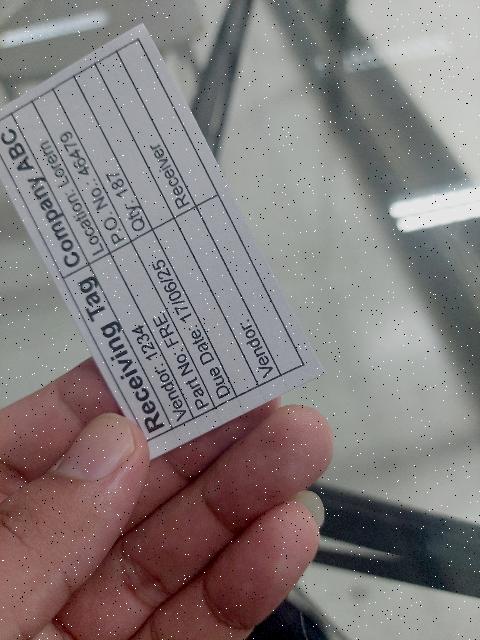 Receiving Tag Company ABC
Vendor: 1234 Location: Lorem
Part No: FRE P.O. No: 45479
Due Date: 17/06/25 Qty: 187
Vendor: Receiver